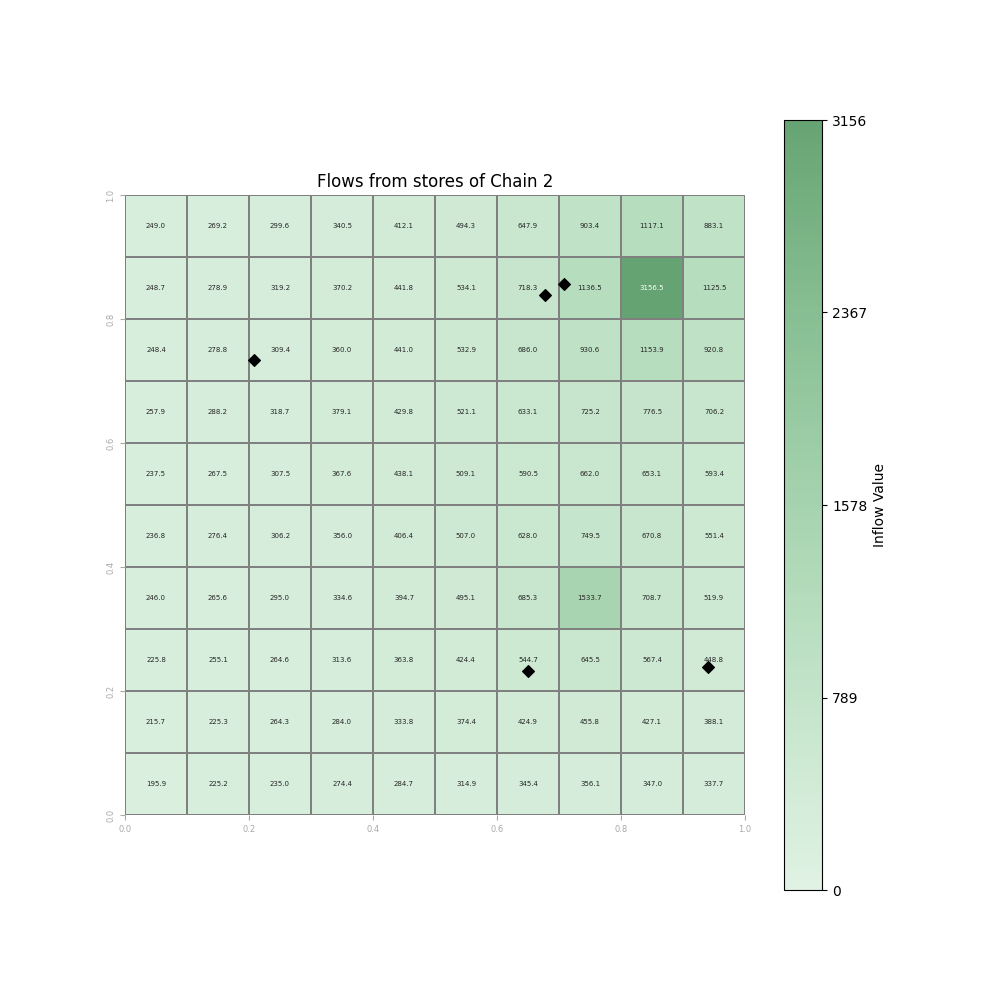 Flows from stores of Chain 2
1.0
249.0 269.2 299.6 340.5 412.1 494.3 647.9 903.4 1117.1 883.1
248.7 278.9 319.2 370.2 441.8 534.1 718.3 1136.5 3156.5 1125.5
0.8
248.4 278.8 309.4 360.0 441.0 532.9 686.0 930.6 1153.9 920.8
257.9 288.2 318.7 379.1 429.8 521.1 633.1 725.2 776.5 706.2
0.6
237.5 267.5 307.5 367.6 438.1 509.1 590.5 662.0 653.1 593.4
236.8 276.4 306.2 356.0 406.4 507.0 628.0 749.5 670.8 551.4
0.4
246.0 265.6 295.0 334.6 394.7 495.1 685.3 1533.7 708.7 519.9
225.8 255.1 264.6 313.6 363.8 424.4 544.7 645.5 567.4 448.8
0.2
215.7 225.3 264.3 284.0 333.8 374.4 424.9 455.8 427.1 388.1
195.9 225.2 235.0 274.4 284.7 314.9 345.4 356.1 347.0 337.7
0.0
0.0 0.2 0.4 0.6 0.8 1.0
3156
2367
1578
789
0
Inflow Value